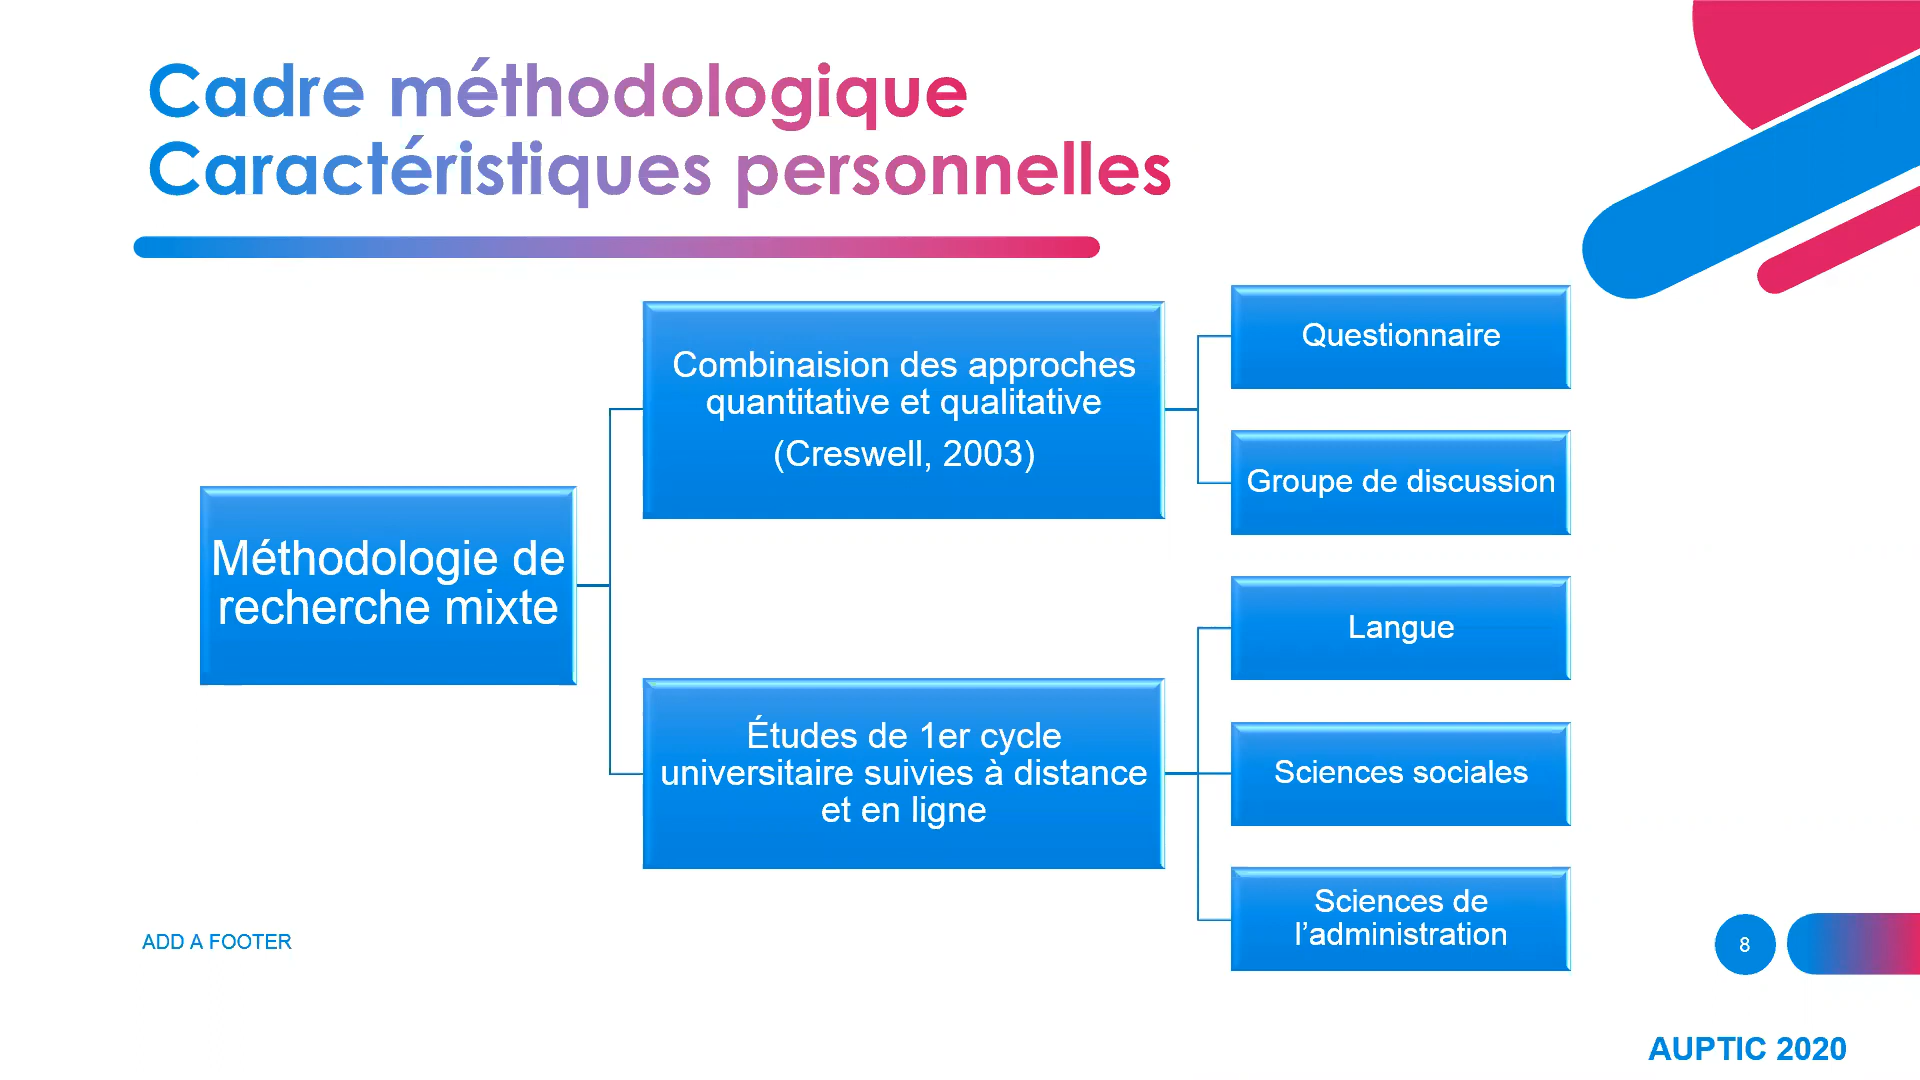 Cadre méthodologique
Caractéristiques personnelles
Méthodologie de
recherche mixte
Combinaision des approches
quantitative et qualitative
(Creswell, 2003)
Questionnaire
Groupe de discussion
Études de 1er cycle
universitaire suivies à distance
et en ligne
Langue
Sciences sociales
Sciences de
l’administration
ADD A FOOTER
8
AUPTIC 2020